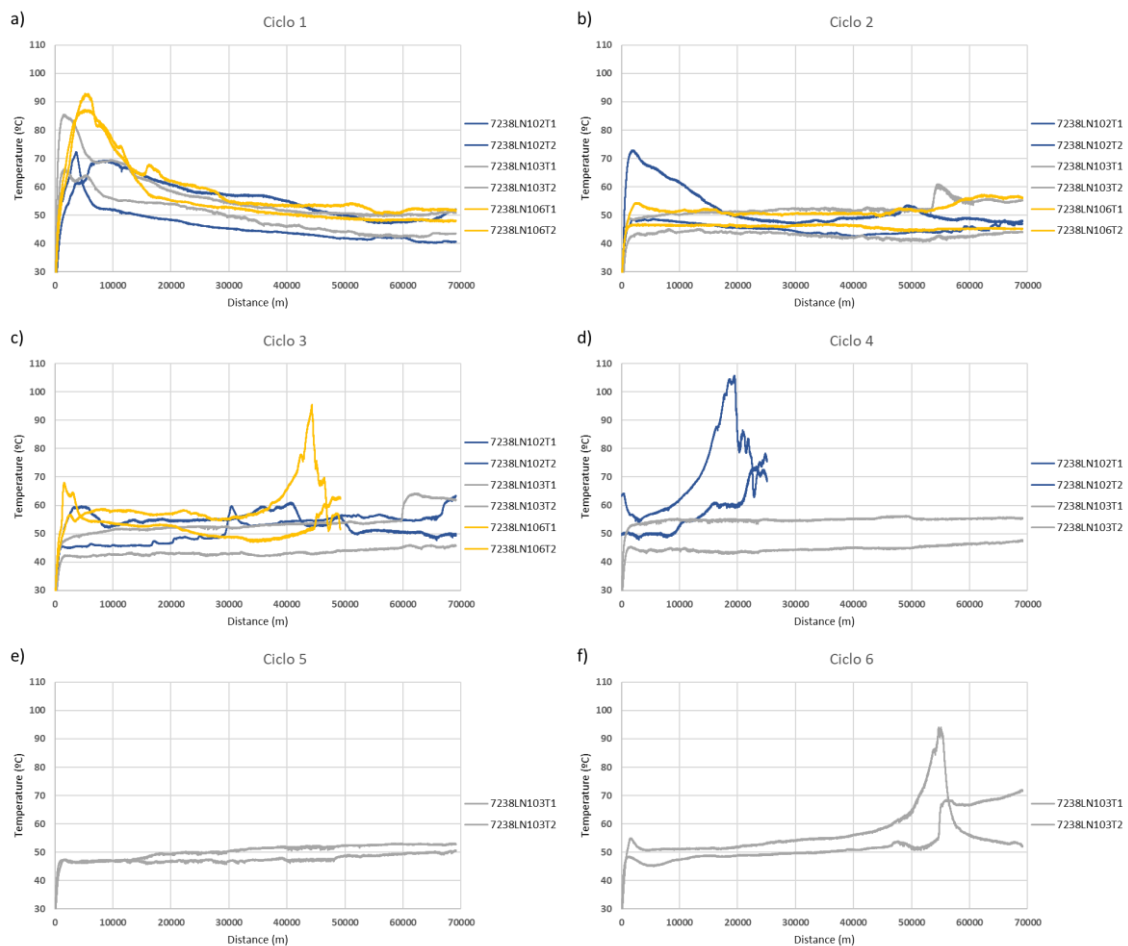 a)
Ciclo 1
110
100
90
80
70
60
50
40
30
Temperature (ºC)
0 10000 20000 30000 40000 50000 60000 70000
Distance (m)
7238LN102T1
7238LN102T2
7238LN103T1
7238LN103T2
7238LN106T1
7238LN106T2
b)
Ciclo 2
110
100
90
80
70
60
50
40
30
Temperature (ºC)
0 10000 20000 30000 40000 50000 60000 70000
Distance (m)
7238LN102T1
7238LN102T2
7238LN103T1
7238LN103T2
7238LN106T1
7238LN106T2
c)
Ciclo 3
110
100
90
80
70
60
50
40
30
Temperature (ºC)
0 10000 20000 30000 40000 50000 60000 70000
Distance (m)
7238LN102T1
7238LN102T2
7238LN103T1
7238LN103T2
7238LN106T1
7238LN106T2
d)
Ciclo 4
110
100
90
80
70
60
50
40
30
Temperature (ºC)
0 10000 20000 30000 40000 50000 60000 70000
Distance (m)
7238LN102T1
7238LN102T2
7238LN103T1
7238LN103T2
e)
Ciclo 5
110
100
90
80
70
60
50
40
30
Temperature (ºC)
0 10000 20000 30000 40000 50000 60000 70000
Distance (m)
7238LN103T1
7238LN103T2
f)
Ciclo 6
110
100
90
80
70
60
50
40
30
Temperature (ºC)
0 10000 20000 30000 40000 50000 60000 70000
Distance (m)
7238LN103T1
7238LN103T2